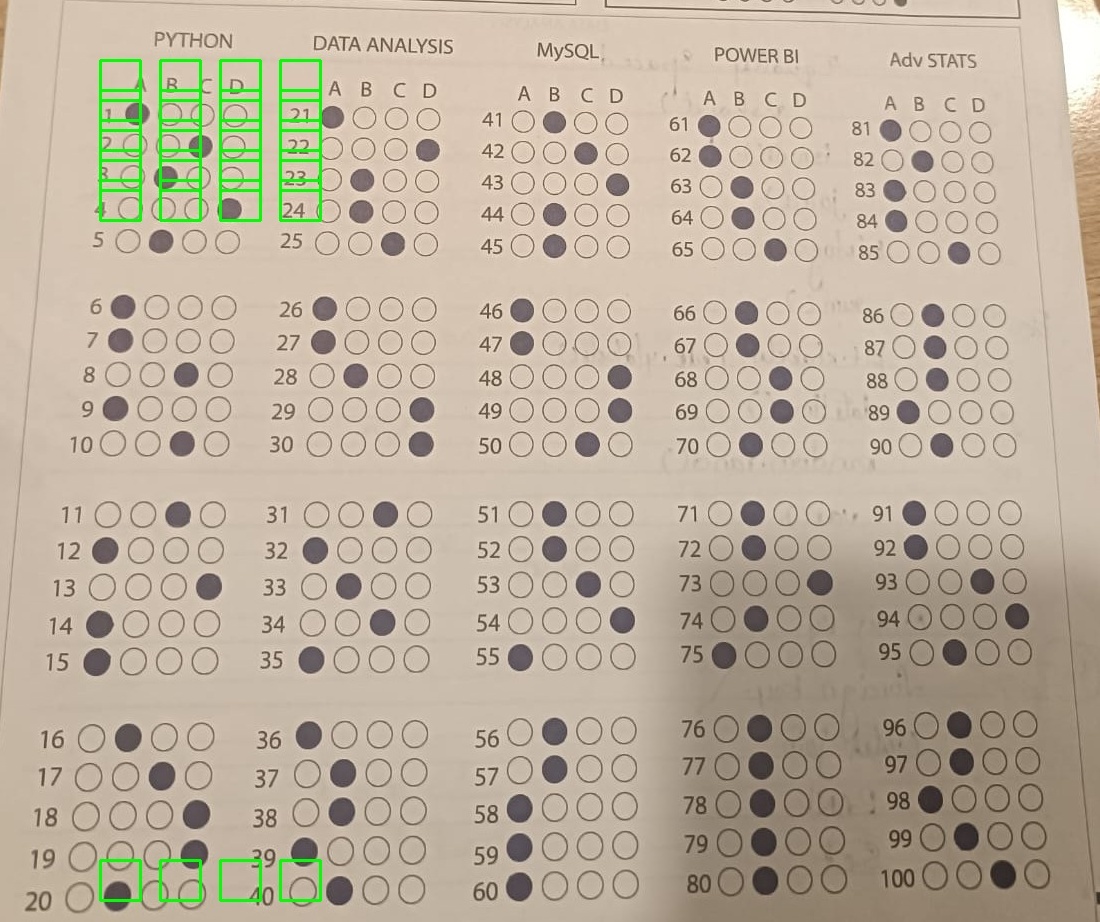 PYTHON DATA ANALYSIS MySQL POWER BI Adv STATS
A B C D A B C D A B C D A B C D A B C D
1 21 41 61 81
2 22 42 62 82
3 23 43 63 83
4 24 44 64 84
5 25 45 65 85
6 26 46 66 86
7 27 47 67 87
8 28 48 68 88
9 29 49 69 89
10 30 50 70 90
11 31 51 71 91
12 32 52 72 92
13 33 53 73 93
14 34 54 74 94
15 35 55 75 95
16 36 56 76 96
17 37 57 77 97
18 38 58 78 98
19 39 59 79 99
20 40 60 80 100